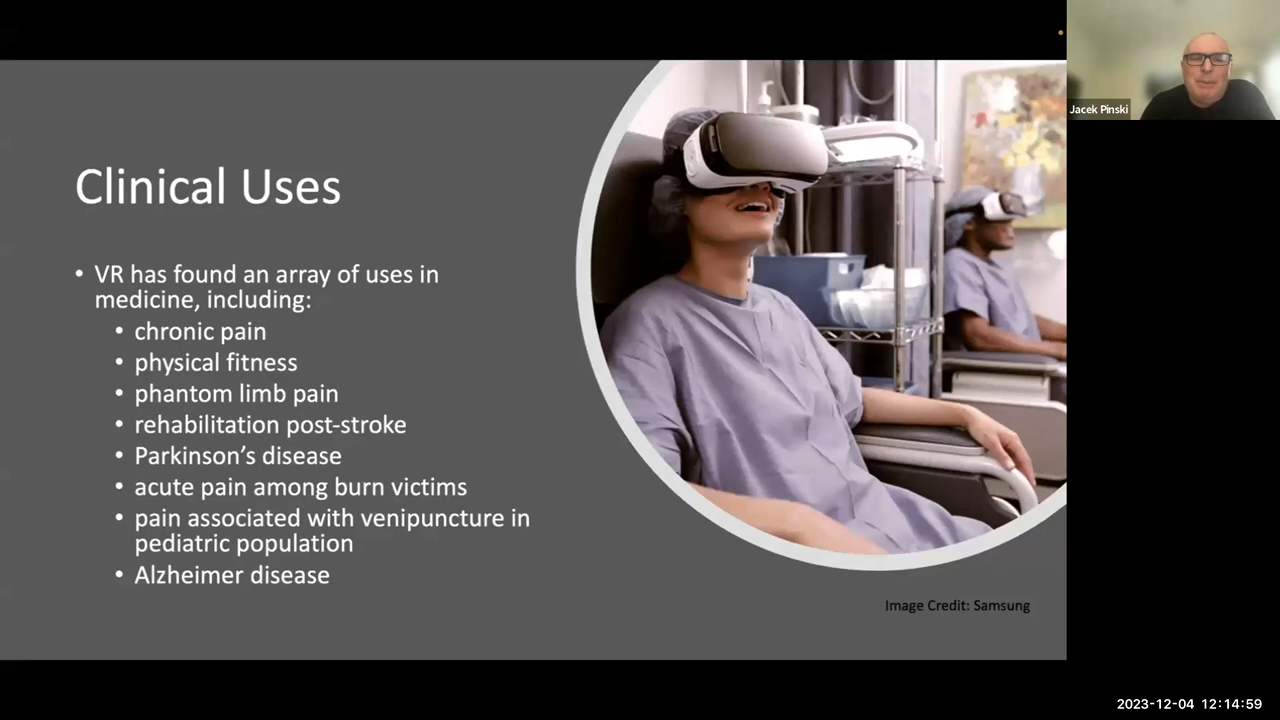 Clinical Uses
• VR has found an array of uses in
medicine, including:
• chronic pain
• physical fitness
• phantom limb pain
• rehabilitation post-stroke
• Parkinson’s disease
• acute pain among burn victims
• pain associated with venipuncture in
pediatric population
• Alzheimer disease
Image Credit: Samsung
Jacek Pinski
2023-12-04 12:14:59